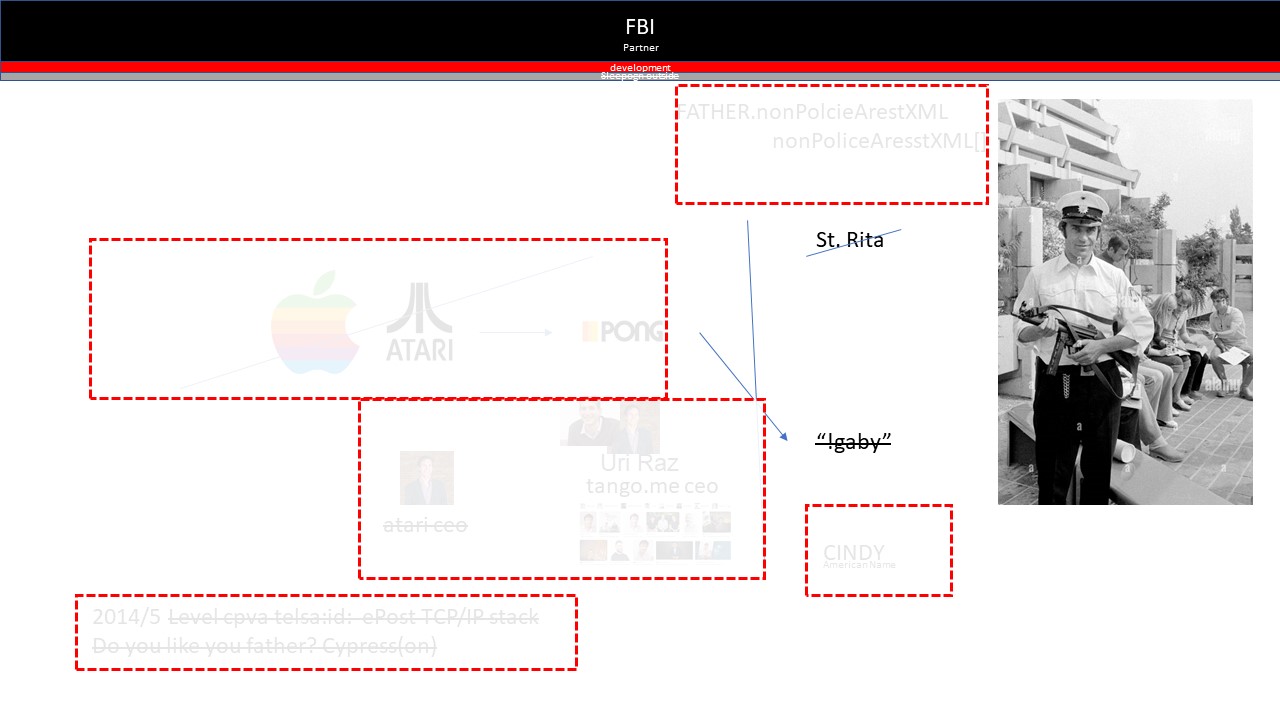 FBI
Partner
development
Sleepogn outside
FATHER.nonPolcieArestXML
nonPoliceAresstXML[]
St. Rita
ATARI
PONG
"!gaby"
Uri Raz
tango.me ceo
atari ceo
CINDY
American Name
2014/5 Level cpva telsa:id: ePost TCP/IP stack
Do you like you father? Cypress(on)
alamy
alamy
a
a
a
a
a
a